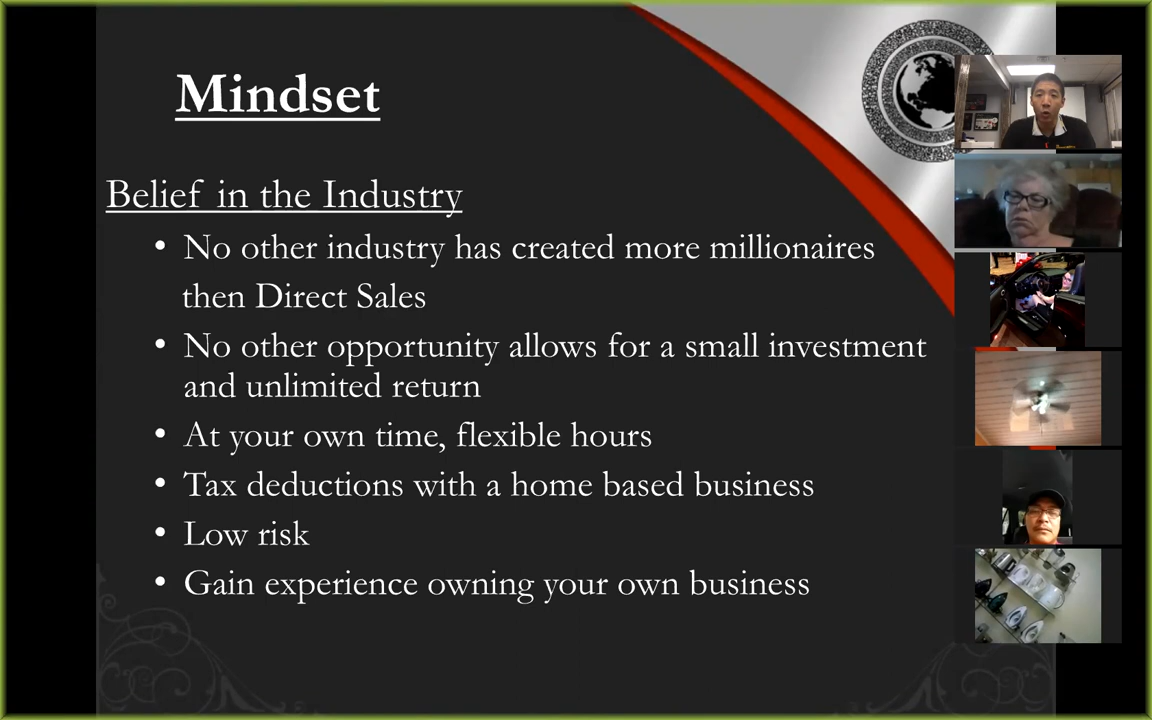 Mindset
Belief in the Industry
• No other industry has created more millionaires
then Direct Sales
• No other opportunity allows for a small investment
and unlimited return
• At your own time, flexible hours
• Tax deductions with a home based business
• Low risk
• Gain experience owning your own business